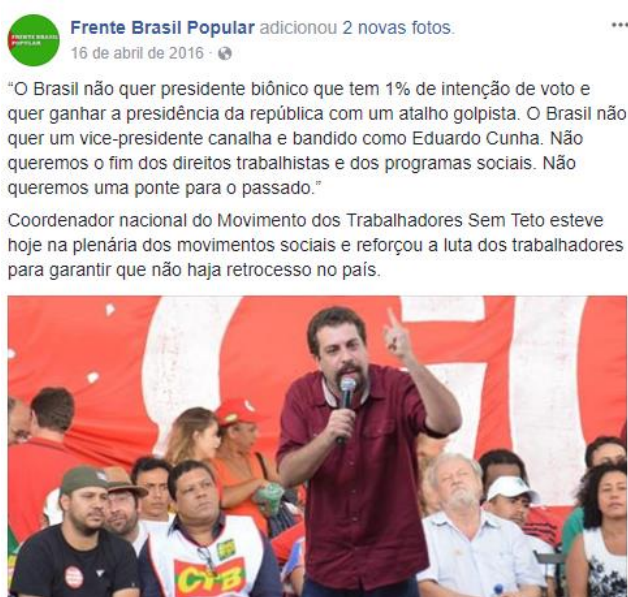 FRENTE BRASIL
POPULAR
Frente Brasil Popular adicionou 2 novas fotos.
16 de abril de 2016 ·
“O Brasil não quer presidente biônico que tem 1% de intenção de voto e
quer ganhar a presidência da república com um atalho golpista. O Brasil não
quer um vice-presidente canalha e bandido como Eduardo Cunha. Não
queremos o fim dos direitos trabalhistas e dos programas sociais. Não
queremos uma ponte para o passado.”
Coordenador nacional do Movimento dos Trabalhadores Sem Teto esteve
hoje na plenária dos movimentos sociais e reforçou a luta dos trabalhadores
para garantir que não haja retrocesso no país.
CTB